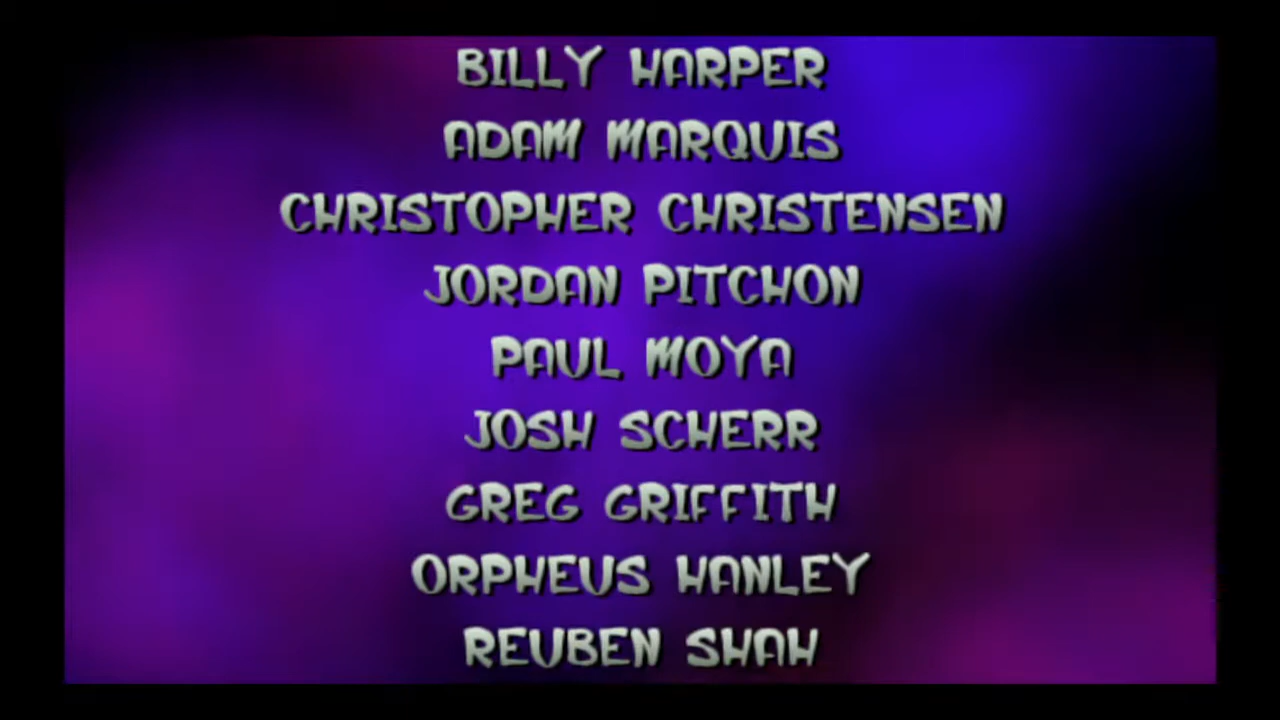 BILLY HARPER
ADAM MARQUIS
CHRISTOPHER CHRISTENSEN
JORDAN PITCHON
PAUL MOYA
JOSH SCHERR
GREG GRIFFITH
ORPHEUS HANLEY
REUBEN SHAH